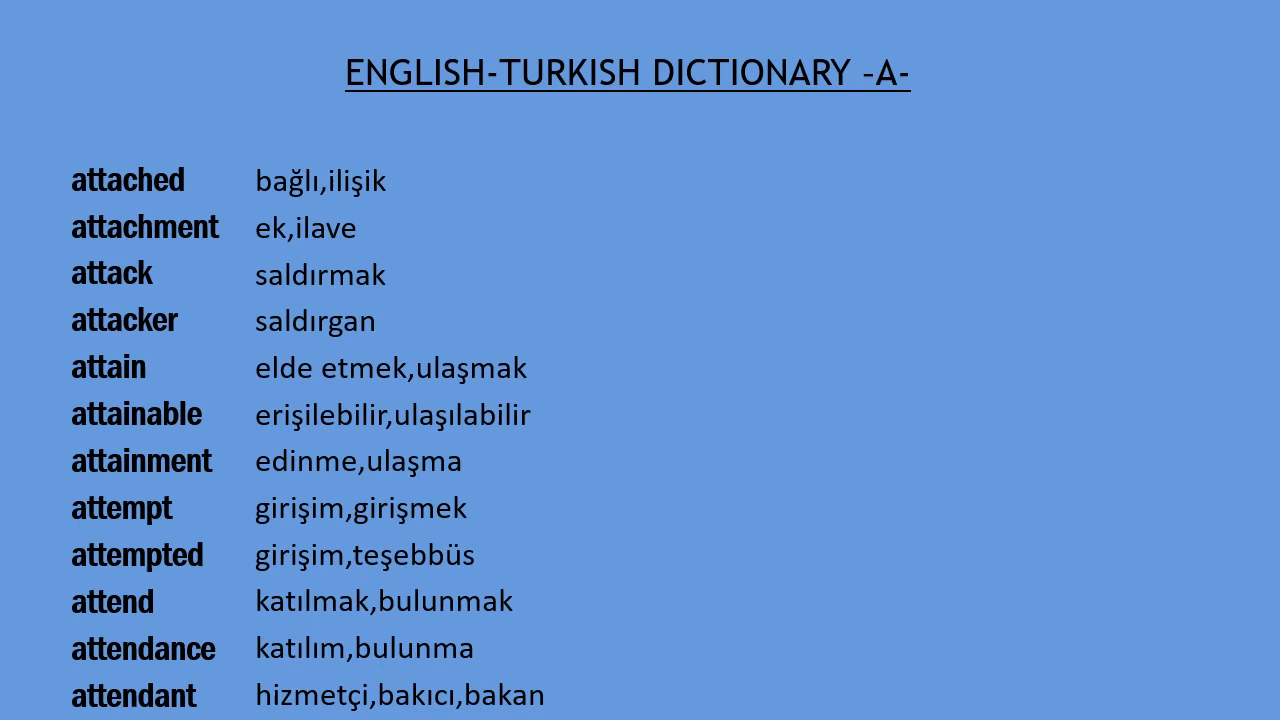 ENGLISH-TURKISH DICTIONARY –A-
attached bağlı,ilişik
attachment ek,ilave
attack saldırmak
attacker saldırgan
attain elde etmek,ulaşmak
attainable erişilebilir,ulaşılabilir
attainment edinme,ulaşma
attempt girişim,girişmek
attempted girişim,teşebbüs
attend katılmak,bulunmak
attendance katılım,bulunma
attendant hizmetçi,bakıcı,bakan